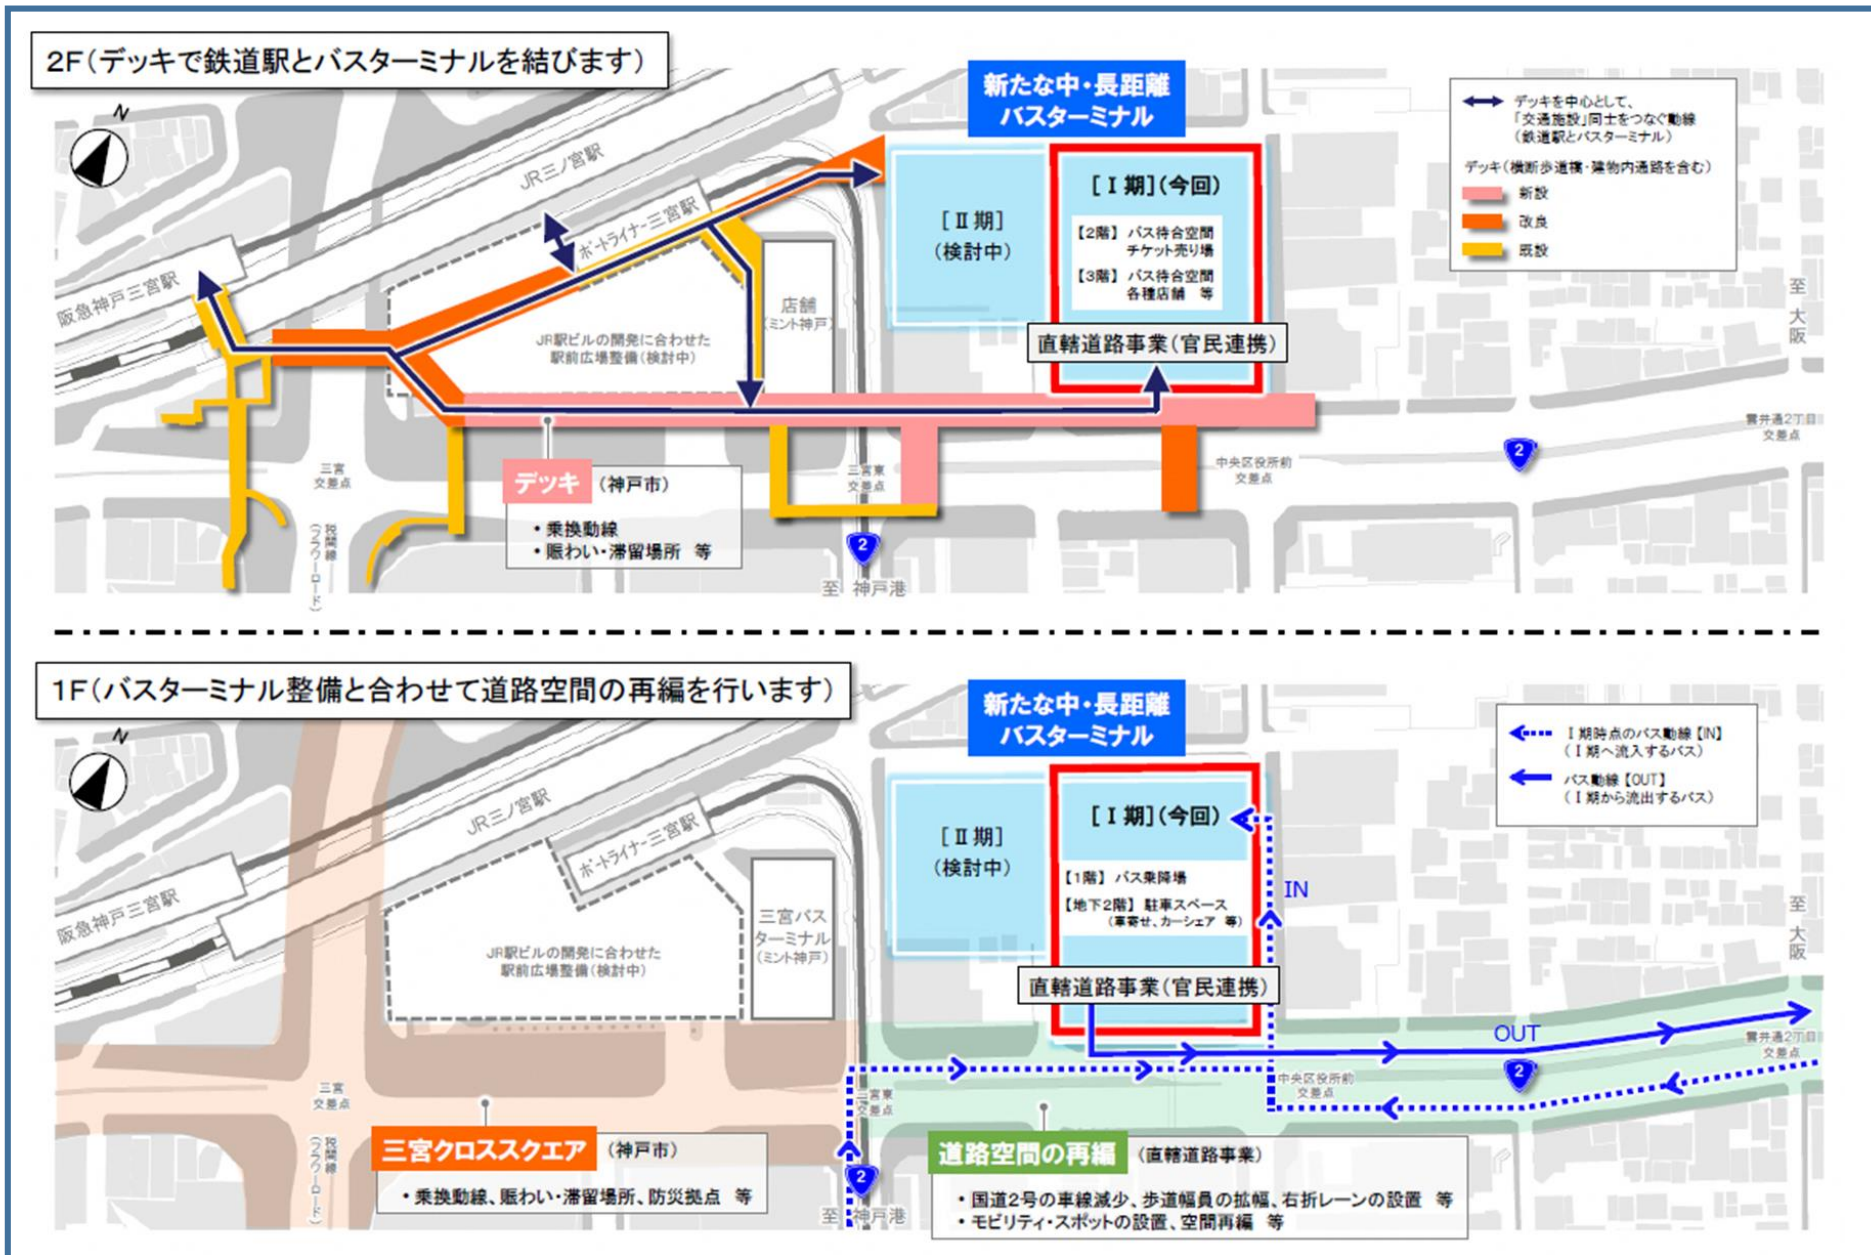 2F(デッキで鉄道駅とバスターミナルを結びます)
N
新たな中・長距離
バスターミナル
デッキを中心として、
「交通施設」同士をつなぐ動線
(鉄道駅とバスターミナル)
デッキ(横断歩道橋・建物内通路を含む)
新設
改良
既設
JR三ノ宮駅
ポートライナー三宮駅
阪急神戸三宮駅
[Ⅱ期]
(検討中)
[Ⅰ期](今回)
【2階】 バス待合空間
チケット売り場
【3階】 バス待合空間
各種店舗 等
直轄道路事業(官民連携)
店舗
(ミント神戸)
JR駅ビルの開発に合わせた
駅前広場整備(検討中)
至 大阪
雲井通2丁目
交差点
2
中央区役所前
交差点
三宮
交差点
三宮東
交差点
デッキ (神戸市)
・乗換動線
・賑わい・滞留場所 等
税関線
(フラワーロード)
2
至 神戸港
1F(バスターミナル整備と合わせて道路空間の再編を行います)
N
新たな中・長距離
バスターミナル
Ⅰ期時点のバス動線【IN】
(Ⅰ期へ流入するバス)
バス動線【OUT】
(Ⅰ期から流出するバス)
JR三ノ宮駅
ポートライナー三宮駅
阪急神戸三宮駅
[Ⅱ期]
(検討中)
[Ⅰ期](今回)
【1階】 バス乗降場
【地下2階】 駐車スペース
(車寄せ、カーシェア 等)
IN
直轄道路事業(官民連携)
三宮バス
ターミナル
(ミント神戸)
JR駅ビルの開発に合わせた
駅前広場整備(検討中)
至 大阪
OUT
雲井通2丁目
交差点
2
中央区役所前
交差点
三宮
交差点
三宮東
交差点
三宮クロススクエア (神戸市)
・乗換動線、賑わい・滞留場所、防災拠点 等
税関線
(フラワーロード)
2
至 神戸港
道路空間の再編 (直轄道路事業)
・国道2号の車線減少、歩道幅員の拡幅、右折レーンの設置 等
・モビリティ・スポットの設置、空間再編 等